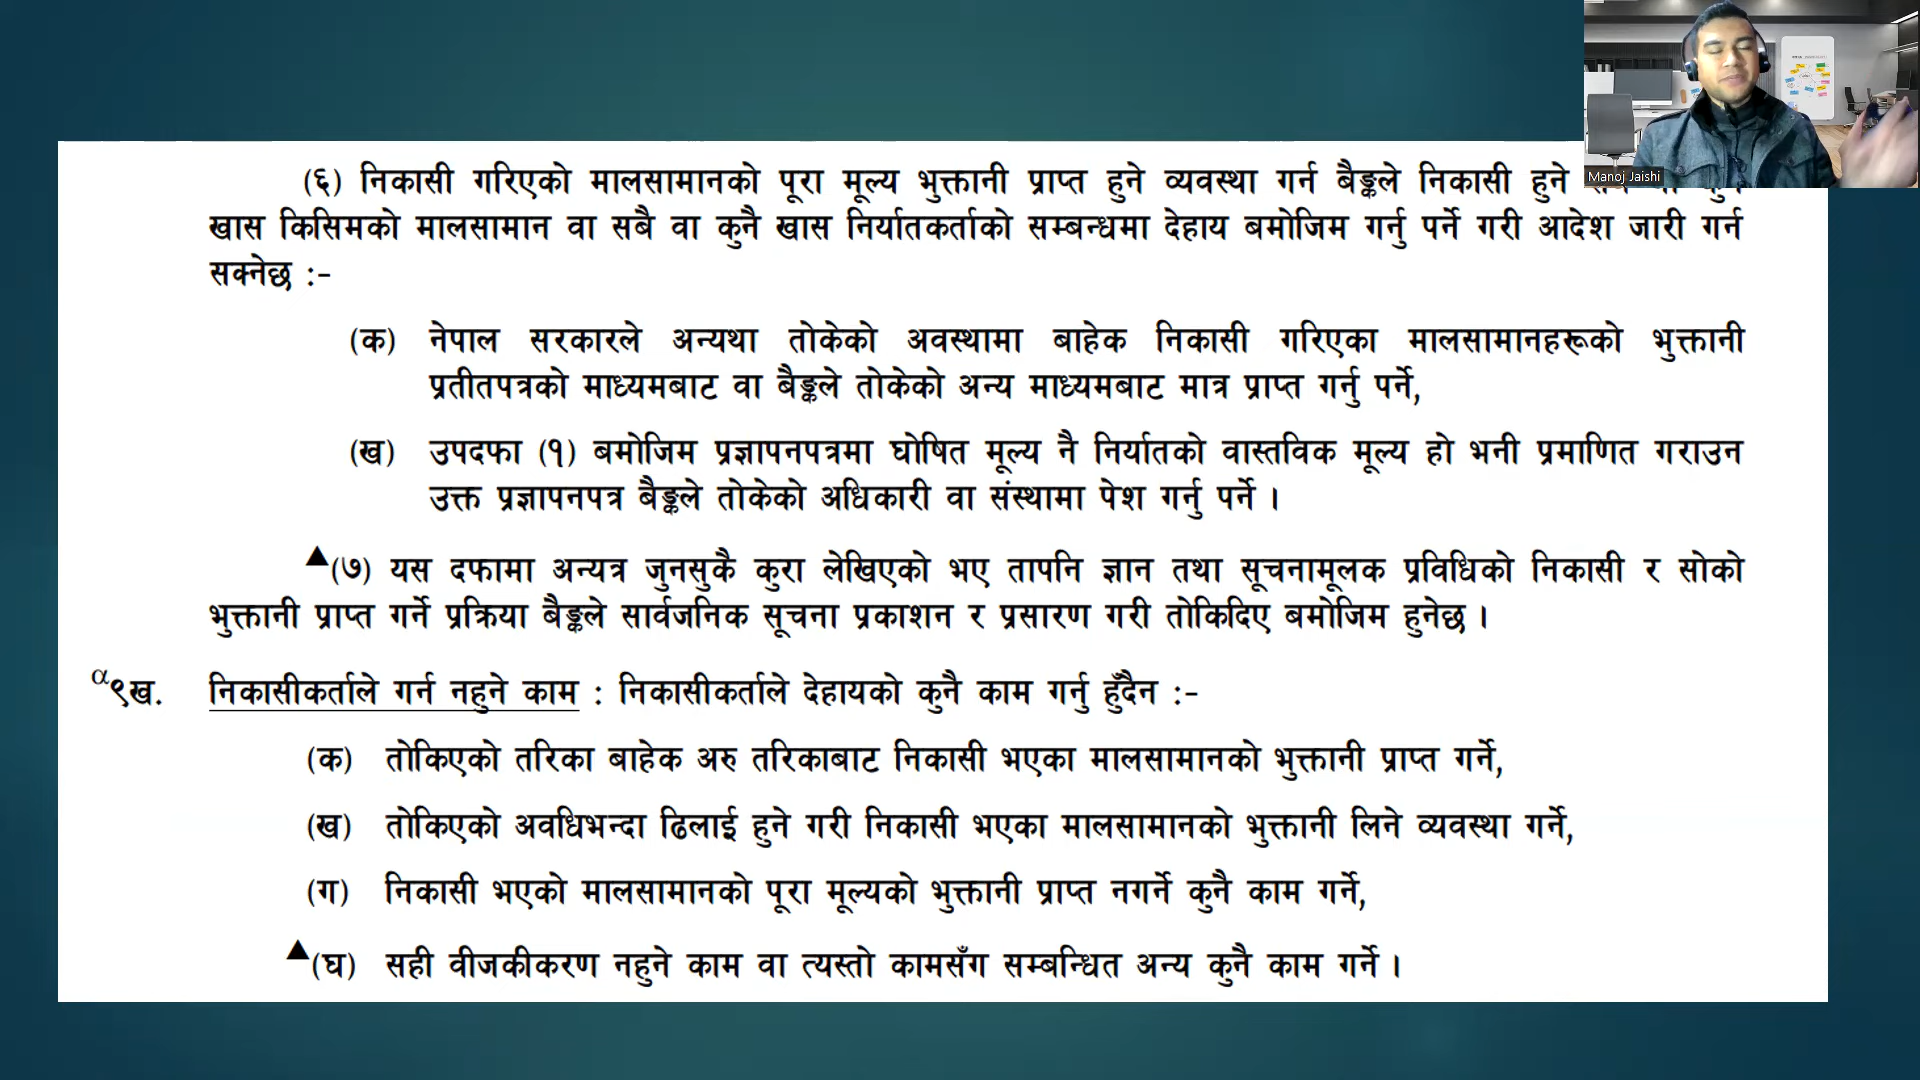 (६) निकासी गरिएको मालसामानको पूरा मूल्य भुक्तानी प्राप्त हुने व्यवस्था गर्न बैङ्कले निकासी हुने
खास किसिमको मालसामान वा सबै वा कुनै खास निर्यातकर्ताको सम्बन्धमा देहाय बमोजिम गर्नु पर्ने गरी आदेश जारी गर्न
सक्नेछ :-
(क) नेपाल सरकारले अन्यथा तोकेको अवस्थामा बाहेक निकासी गरिएका मालसामानहरूको भुक्तानी
प्रतीतपत्रको माध्यमबाट वा बैङ्कले तोकेको अन्य माध्यमबाट मात्र प्राप्त गर्नु पर्ने,
(ख) उपदफा (१) बमोजिम प्रज्ञापनपत्रमा घोषित मूल्य नै निर्यातको वास्तविक मूल्य हो भनी प्रमाणित गराउन
उक्त प्रज्ञापनपत्र बैङ्कले तोकेको अधिकारी वा संस्थामा पेश गर्नु पर्ने ।
▲(७) यस दफामा अन्यत्र जुनसुकै कुरा लेखिएको भए तापनि ज्ञान तथा सूचनामूलक प्रविधिको निकासी र सोको
भुक्तानी प्राप्त गर्ने प्रक्रिया बैङ्कले सार्वजनिक सूचना प्रकाशन र प्रसारण गरी तोकिदिए बमोजिम हुनेछ ।
α९ख. निकासीकर्ताले गर्न नहुने काम : निकासीकर्ताले देहायको कुनै काम गर्नु हुँदैन :-
(क) तोकिएको तरिका बाहेक अरु तरिकाबाट निकासी भएका मालसामानको भुक्तानी प्राप्त गर्ने,
(ख) तोकिएको अवधिभन्दा ढिलाई हुने गरी निकासी भएका मालसामानको भुक्तानी लिने व्यवस्था गर्ने,
(ग) निकासी भएको मालसामानको पूरा मूल्यको भुक्तानी प्राप्त नगर्ने कुनै काम गर्ने,
▲(घ) सही वीजकीकरण नहुने काम वा त्यस्तो कामसँग सम्बन्धित अन्य कुनै काम गर्ने ।
Manoj Jaishi